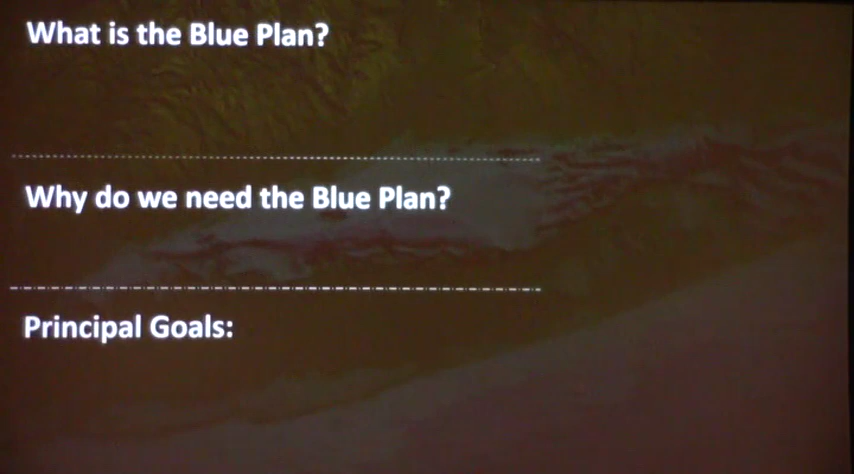 What is the Blue Plan?
Why do we need the Blue Plan?
Principal Goals: